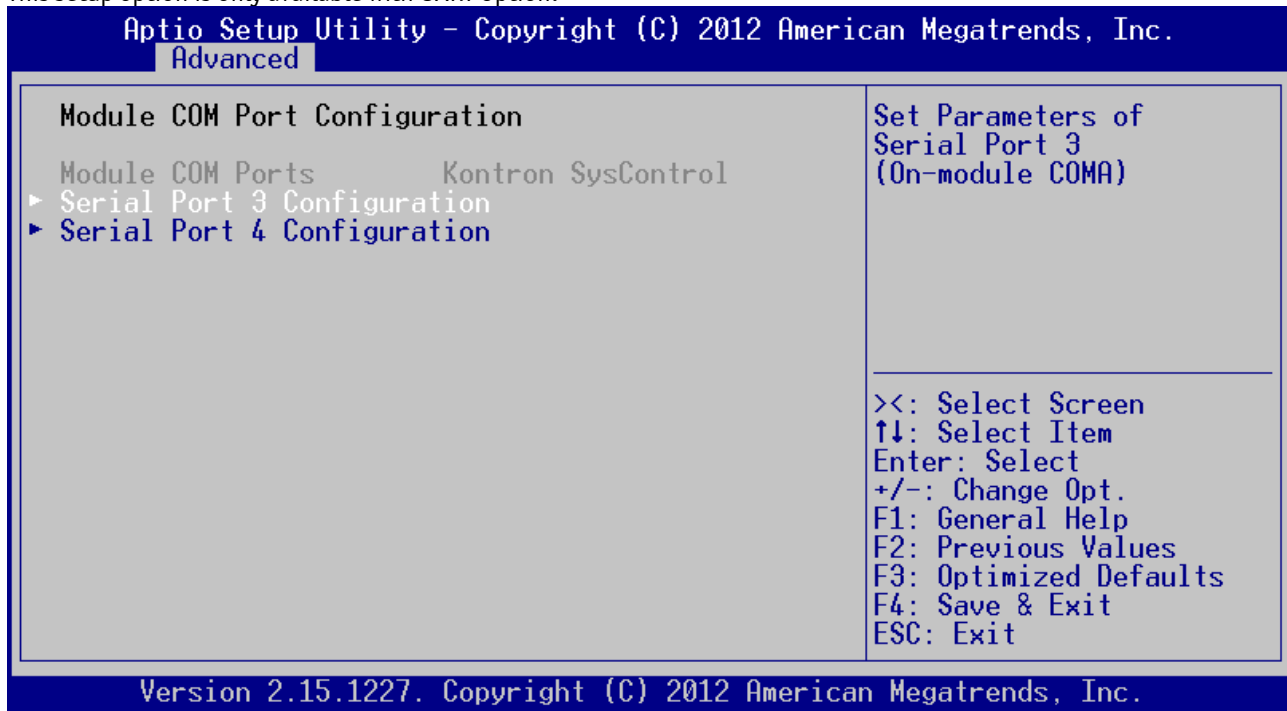 Aptio Setup Utility – Copyright (C) 2012 American Megatrends, Inc.
Advanced
Module COM Port Configuration
Module COM Ports Kontron SysControl
► Serial Port 3 Configuration
► Serial Port 4 Configuration
Set Parameters of
Serial Port 3
(On-module COMA)
><: Select Screen
↑↓: Select Item
Enter: Select
+/-: Change Opt.
F1: General Help
F2: Previous Values
F3: Optimized Defaults
F4: Save & Exit
ESC: Exit
Version 2.15.1227. Copyright (C) 2012 American Megatrends, Inc.